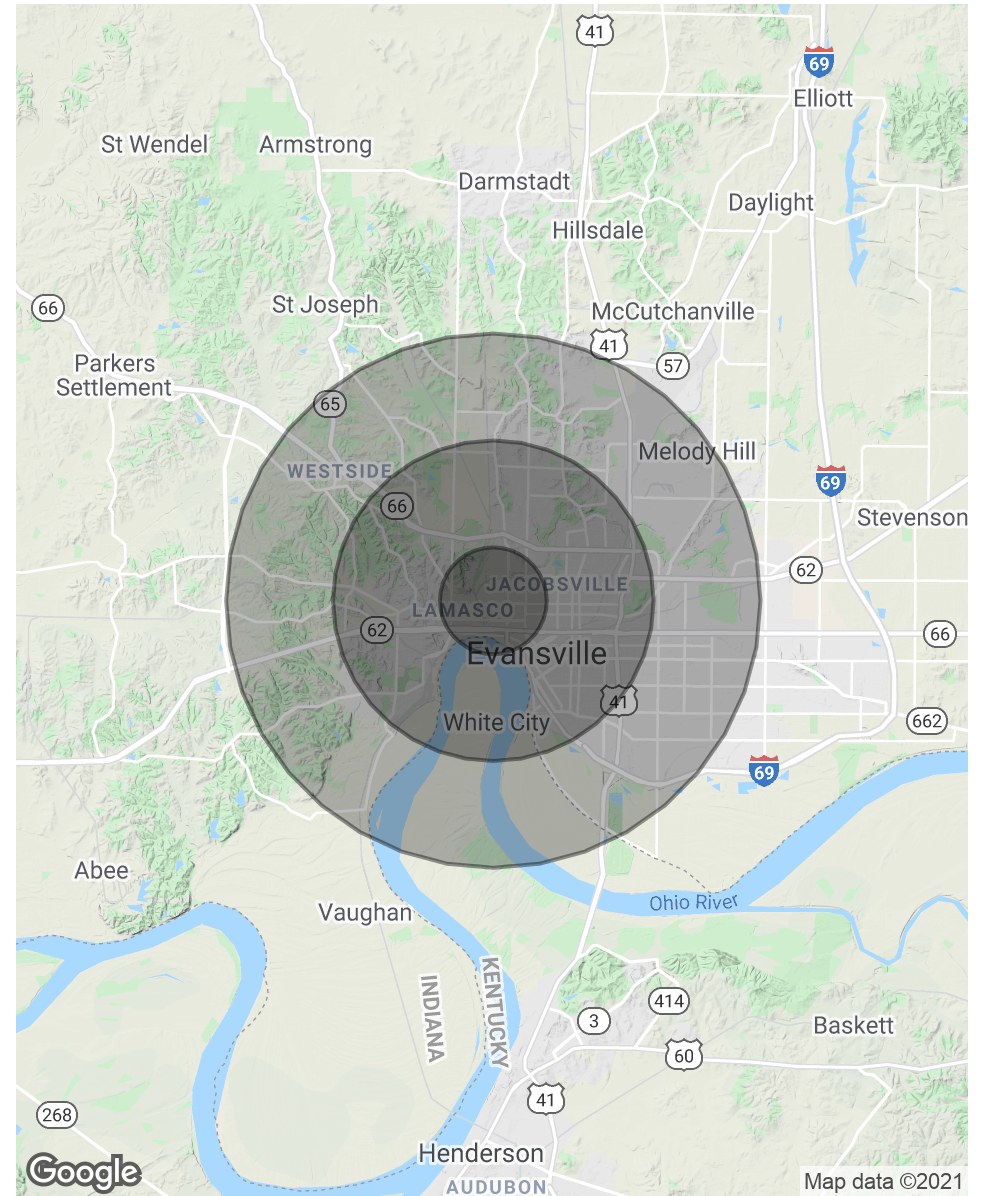 41
69
Elliott
St Wendel
Armstrong
Darmstadt
Daylight
Hillsdale
66
St Joseph
McCutchanville
41
57
Parkers
Settlement
65
Melody Hill
WESTSIDE
69
66
Stevenson
62
JACOBSVILLE
LAMASCO
62
66
Evansville
41
White City
662
69
Abee
Ohio River
Vaughan
INDIANA
KENTUCKY
414
3
Baskett
60
41
268
Henderson
Google
Map data ©2021
AUDUBON